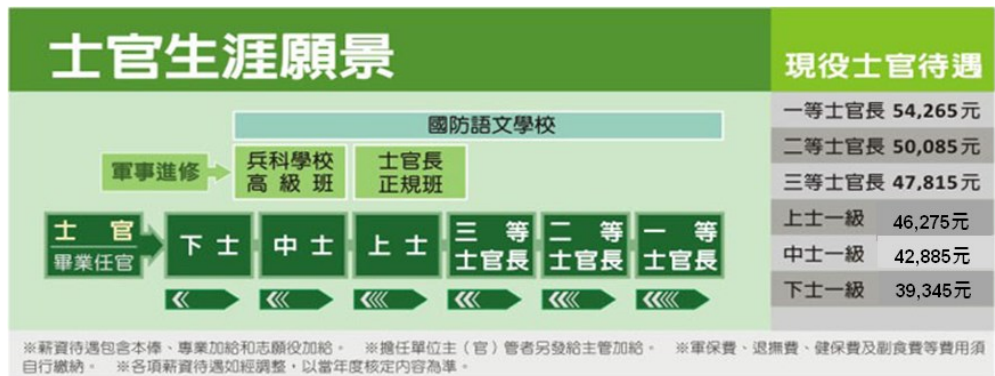 士官生涯願景
現役士官待遇
國防語文學校
軍事進修
兵科學校
高級班
士官長
正規班
士官
畢業任官
下士
中士
上士
三等
士官長
二等
士官長
一等
士官長
一等士官長 54,265元
二等士官長 50,085元
三等士官長 47,815元
上士一級 46,275元
中士一級 42,885元
下士一級 39,345元
※薪資待遇包含本俸、專業加給和志願役加給。 ※擔任單位主（官）管者另發給主管加給。 ※軍保費、退撫費、健保費及副食費等費用須
自行繳納。 ※各項薪資待遇如經調整，以當年度核定內容為準。